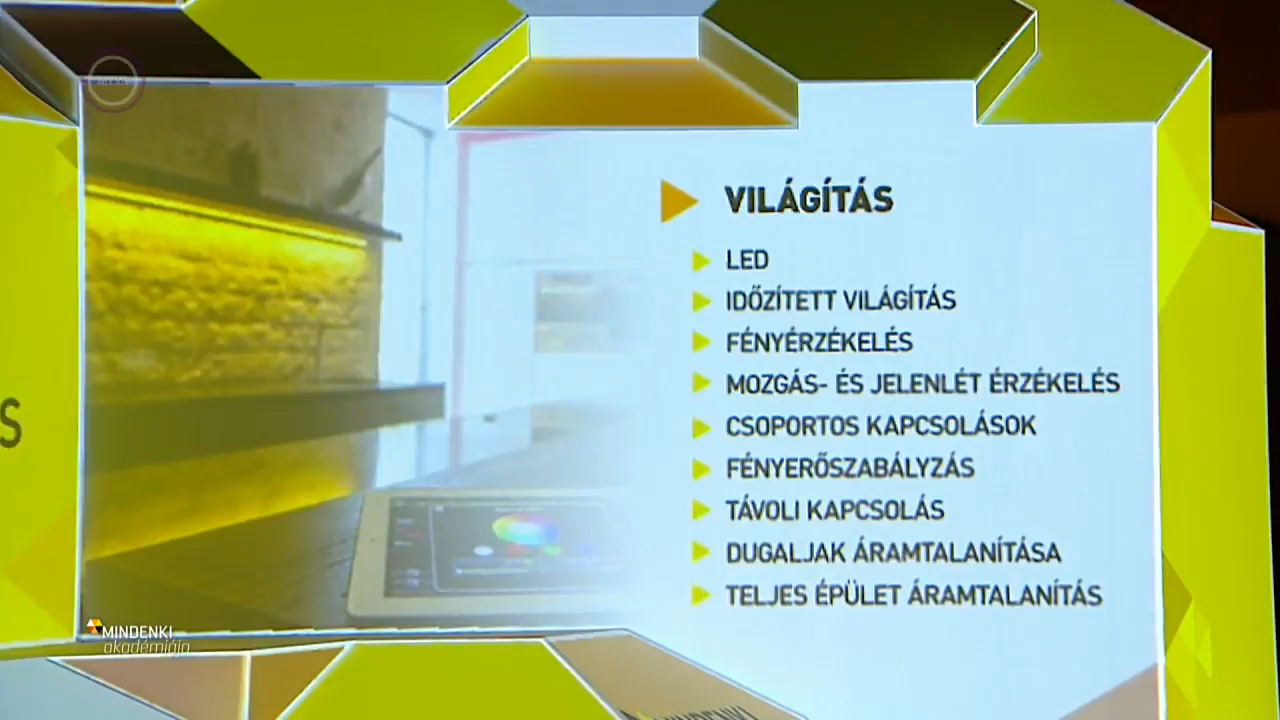 VILÁGÍTÁS
LED
IDŐZÍTETT VILÁGÍTÁS
FÉNYÉRZÉKELÉS
MOZGÁS- ÉS JELENLÉT ÉRZÉKELÉS
CSOPORTOS KAPCSOLÁSOK
FÉNYERŐSZABÁLYZÁS
TÁVOLI KAPCSOLÁS
DUGALJAK ÁRAMTALANÍTÁSA
TELJES ÉPÜLET ÁRAMTALANÍTÁS
S
MINDENKI
akadémiája
MINDENKI